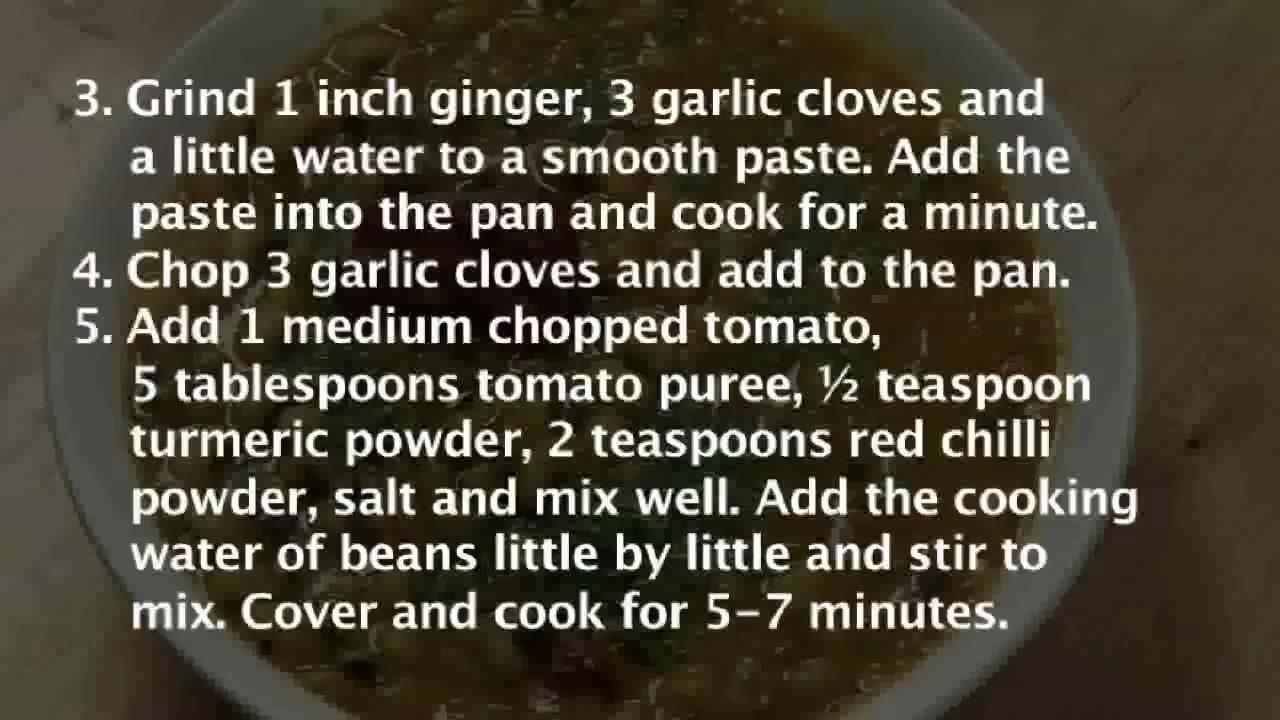 3. Grind 1 inch ginger, 3 garlic cloves and
a little water to a smooth paste. Add the
paste into the pan and cook for a minute.
4. Chop 3 garlic cloves and add to the pan.
5. Add 1 medium chopped tomato,
5 tablespoons tomato puree, ½ teaspoon
turmeric powder, 2 teaspoons red chilli
powder, salt and mix well. Add the cooking
water of beans little by little and stir to
mix. Cover and cook for 5–7 minutes.